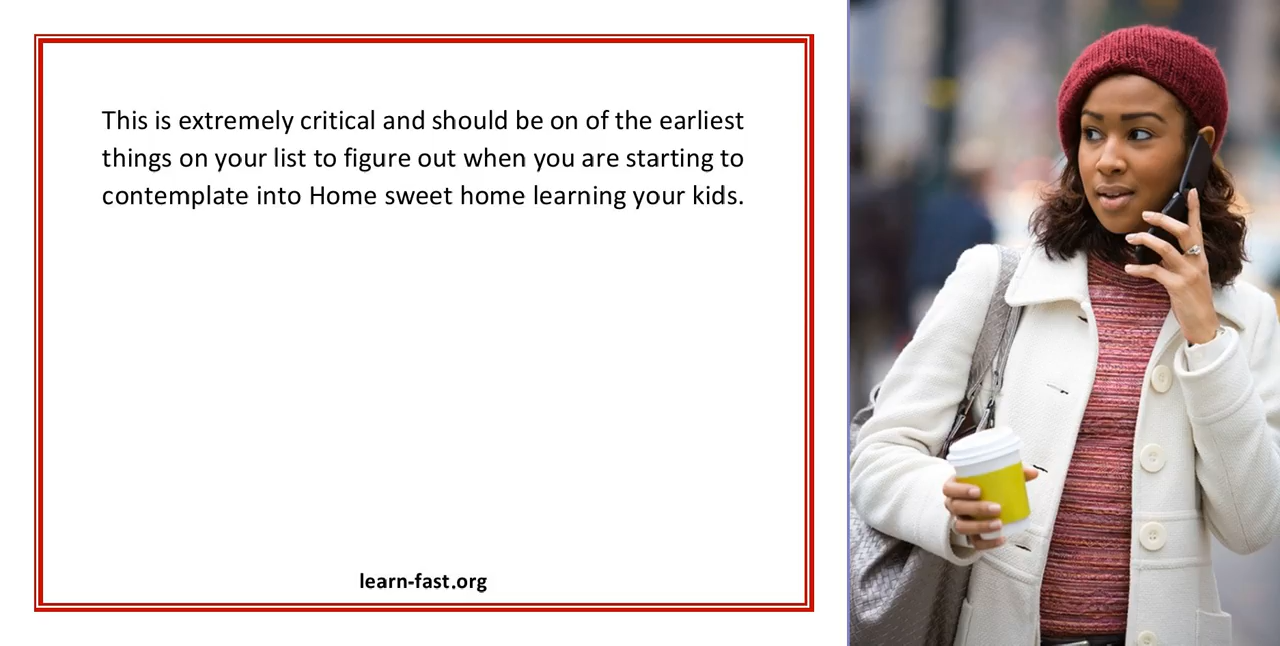 This is extremely critical and should be on of the earliest
things on your list to figure out when you are starting to
contemplate into Home sweet home learning your kids.
learn-fast.org